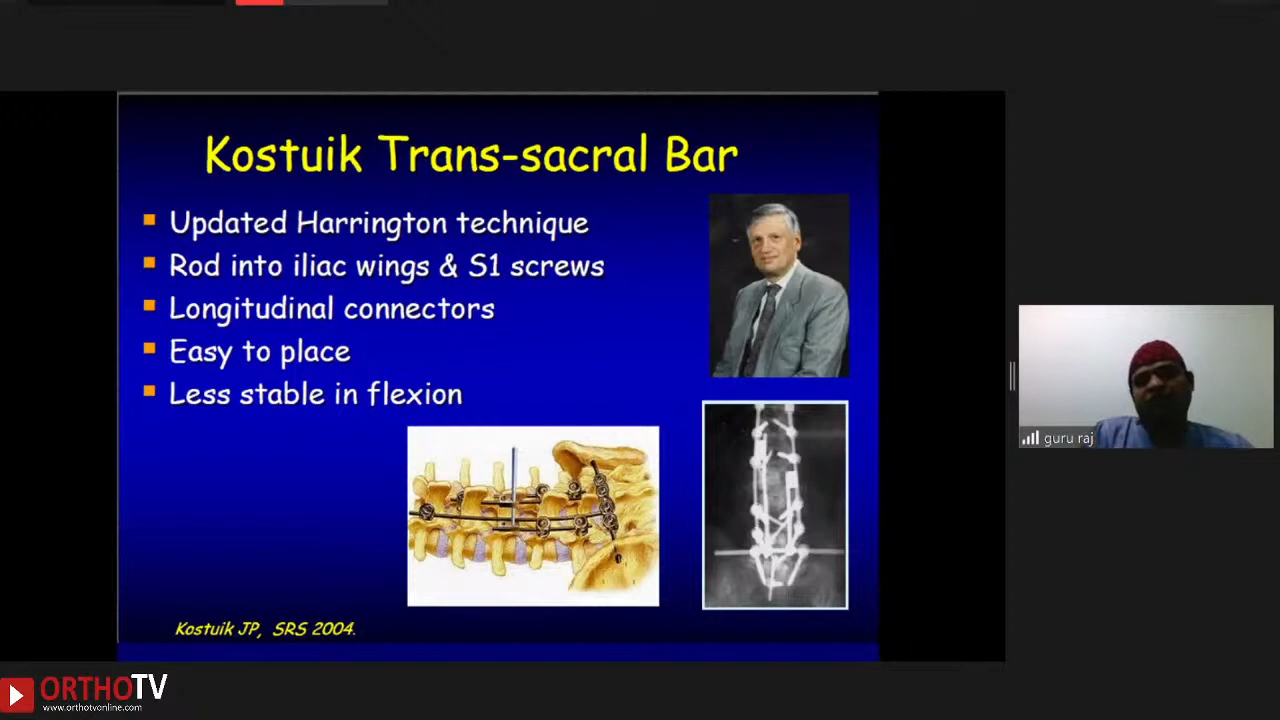 Kostuik Trans-sacral Bar
Updated Harrington technique
Rod into iliac wings & S1 screws
Longitudinal connectors
Easy to place
Less stable in flexion
Kostuik JP, SRS 2004.
guru raj
ORTHOTV
www.orthotvonline.com